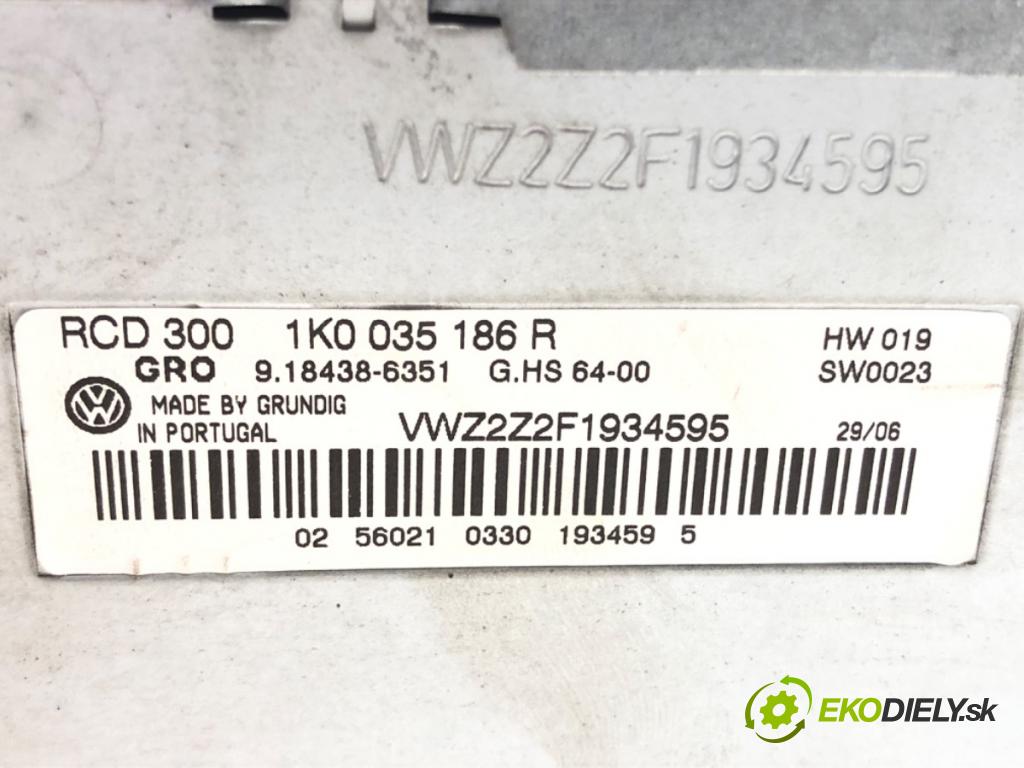 VWZ2Z2F1934595
RCD 300 1K0 035 186 R HW 019
GRO 9.18438-6351 G.HS 64-00 SW0023
MADE BY GRUNDIG
IN PORTUGAL VWZ2Z2F1934595 29/06
02 56021 0330 193459 5
EKODIELY.sk